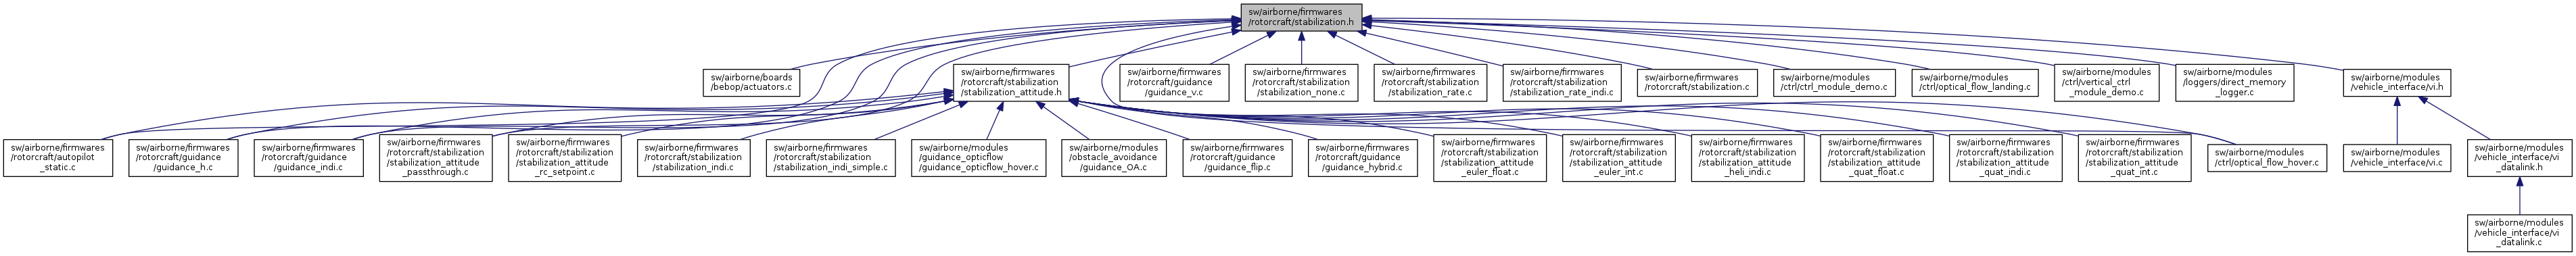 sw/airborne/firmwares
/rotorcraft/stabilization.h
sw/airborne/boards
/bebop/actuators.c
sw/airborne/firmwares
/rotorcraft/stabilization
/stabilization_attitude.h
sw/airborne/firmwares
/rotorcraft/guidance
/guidance_v.c
sw/airborne/firmwares
/rotorcraft/stabilization
/stabilization_none.c
sw/airborne/firmwares
/rotorcraft/stabilization
/stabilization_rate.c
sw/airborne/firmwares
/rotorcraft/stabilization
/stabilization_rate_indi.c
sw/airborne/firmwares
/rotorcraft/stabilization.c
sw/airborne/modules
/ctrl/ctrl_module_demo.c
sw/airborne/modules
/ctrl/optical_flow_landing.c
sw/airborne/modules
/ctrl/vertical_ctrl
_module_demo.c
sw/airborne/modules
/loggers/direct_memory
_logger.c
sw/airborne/modules
/vehicle_interface/vi.h
sw/airborne/firmwares
/rotorcraft/autopilot
_static.c
sw/airborne/firmwares
/rotorcraft/guidance
/guidance_h.c
sw/airborne/firmwares
/rotorcraft/guidance
/guidance_indi.c
sw/airborne/firmwares
/rotorcraft/stabilization
/stabilization_attitude
_passthrough.c
sw/airborne/firmwares
/rotorcraft/stabilization
/stabilization_attitude
_rc_setpoint.c
sw/airborne/firmwares
/rotorcraft/stabilization
/stabilization_indi.c
sw/airborne/firmwares
/rotorcraft/stabilization
/stabilization_indi_simple.c
sw/airborne/modules
/guidance_opticflow
/guidance_opticflow_hover.c
sw/airborne/modules
/obstacle_avoidance
/guidance_OA.c
sw/airborne/firmwares
/rotorcraft/guidance
/guidance_flip.c
sw/airborne/firmwares
/rotorcraft/guidance
/guidance_hybrid.c
sw/airborne/firmwares
/rotorcraft/stabilization
/stabilization_attitude
_euler_float.c
sw/airborne/firmwares
/rotorcraft/stabilization
/stabilization_attitude
_euler_int.c
sw/airborne/firmwares
/rotorcraft/stabilization
/stabilization_attitude
_heli_indi.c
sw/airborne/firmwares
/rotorcraft/stabilization
/stabilization_attitude
_quat_float.c
sw/airborne/firmwares
/rotorcraft/stabilization
/stabilization_attitude
_quat_indi.c
sw/airborne/firmwares
/rotorcraft/stabilization
/stabilization_attitude
_quat_int.c
sw/airborne/modules
/ctrl/optical_flow_hover.c
sw/airborne/modules
/vehicle_interface/vi.c
sw/airborne/modules
/vehicle_interface/vi
_datalink.h
sw/airborne/modules
/vehicle_interface/vi
_datalink.c